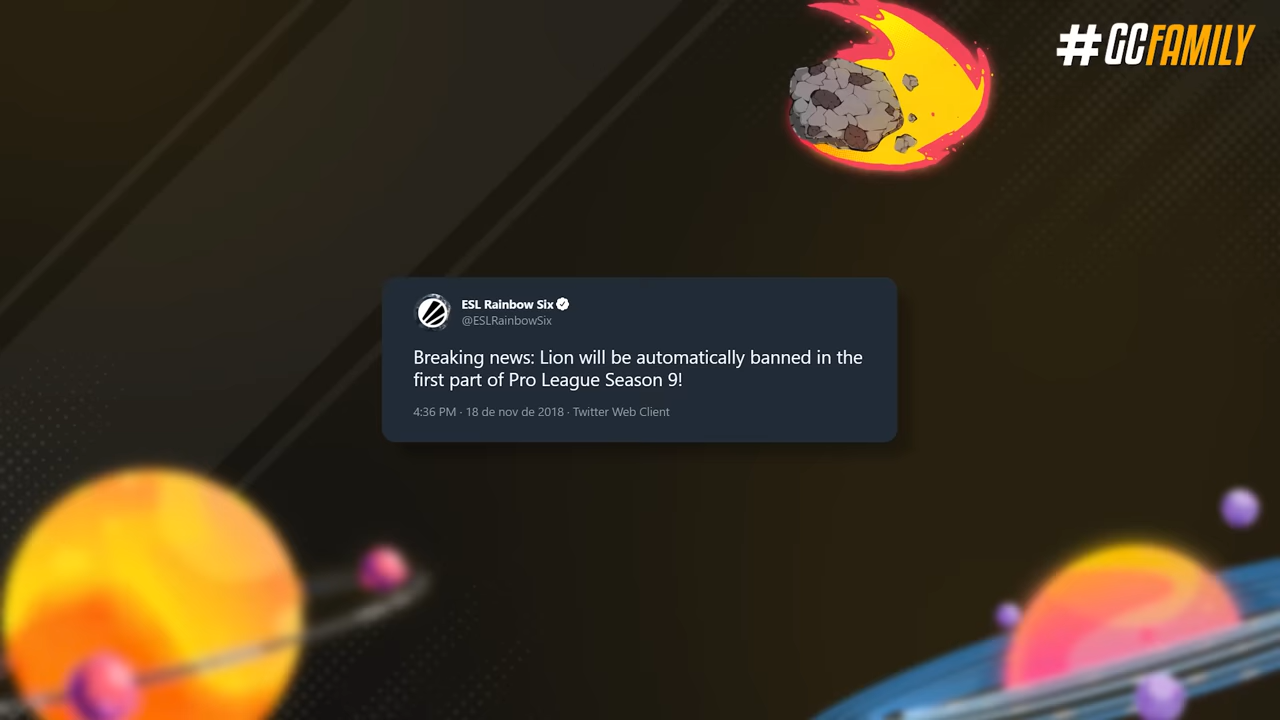 #GCFAMILY
ESL Rainbow Six
@ESLRainbowSix
Breaking news: Lion will be automatically banned in the
first part of Pro League Season 9!
4:36 PM · 18 de nov de 2018 · Twitter Web Client